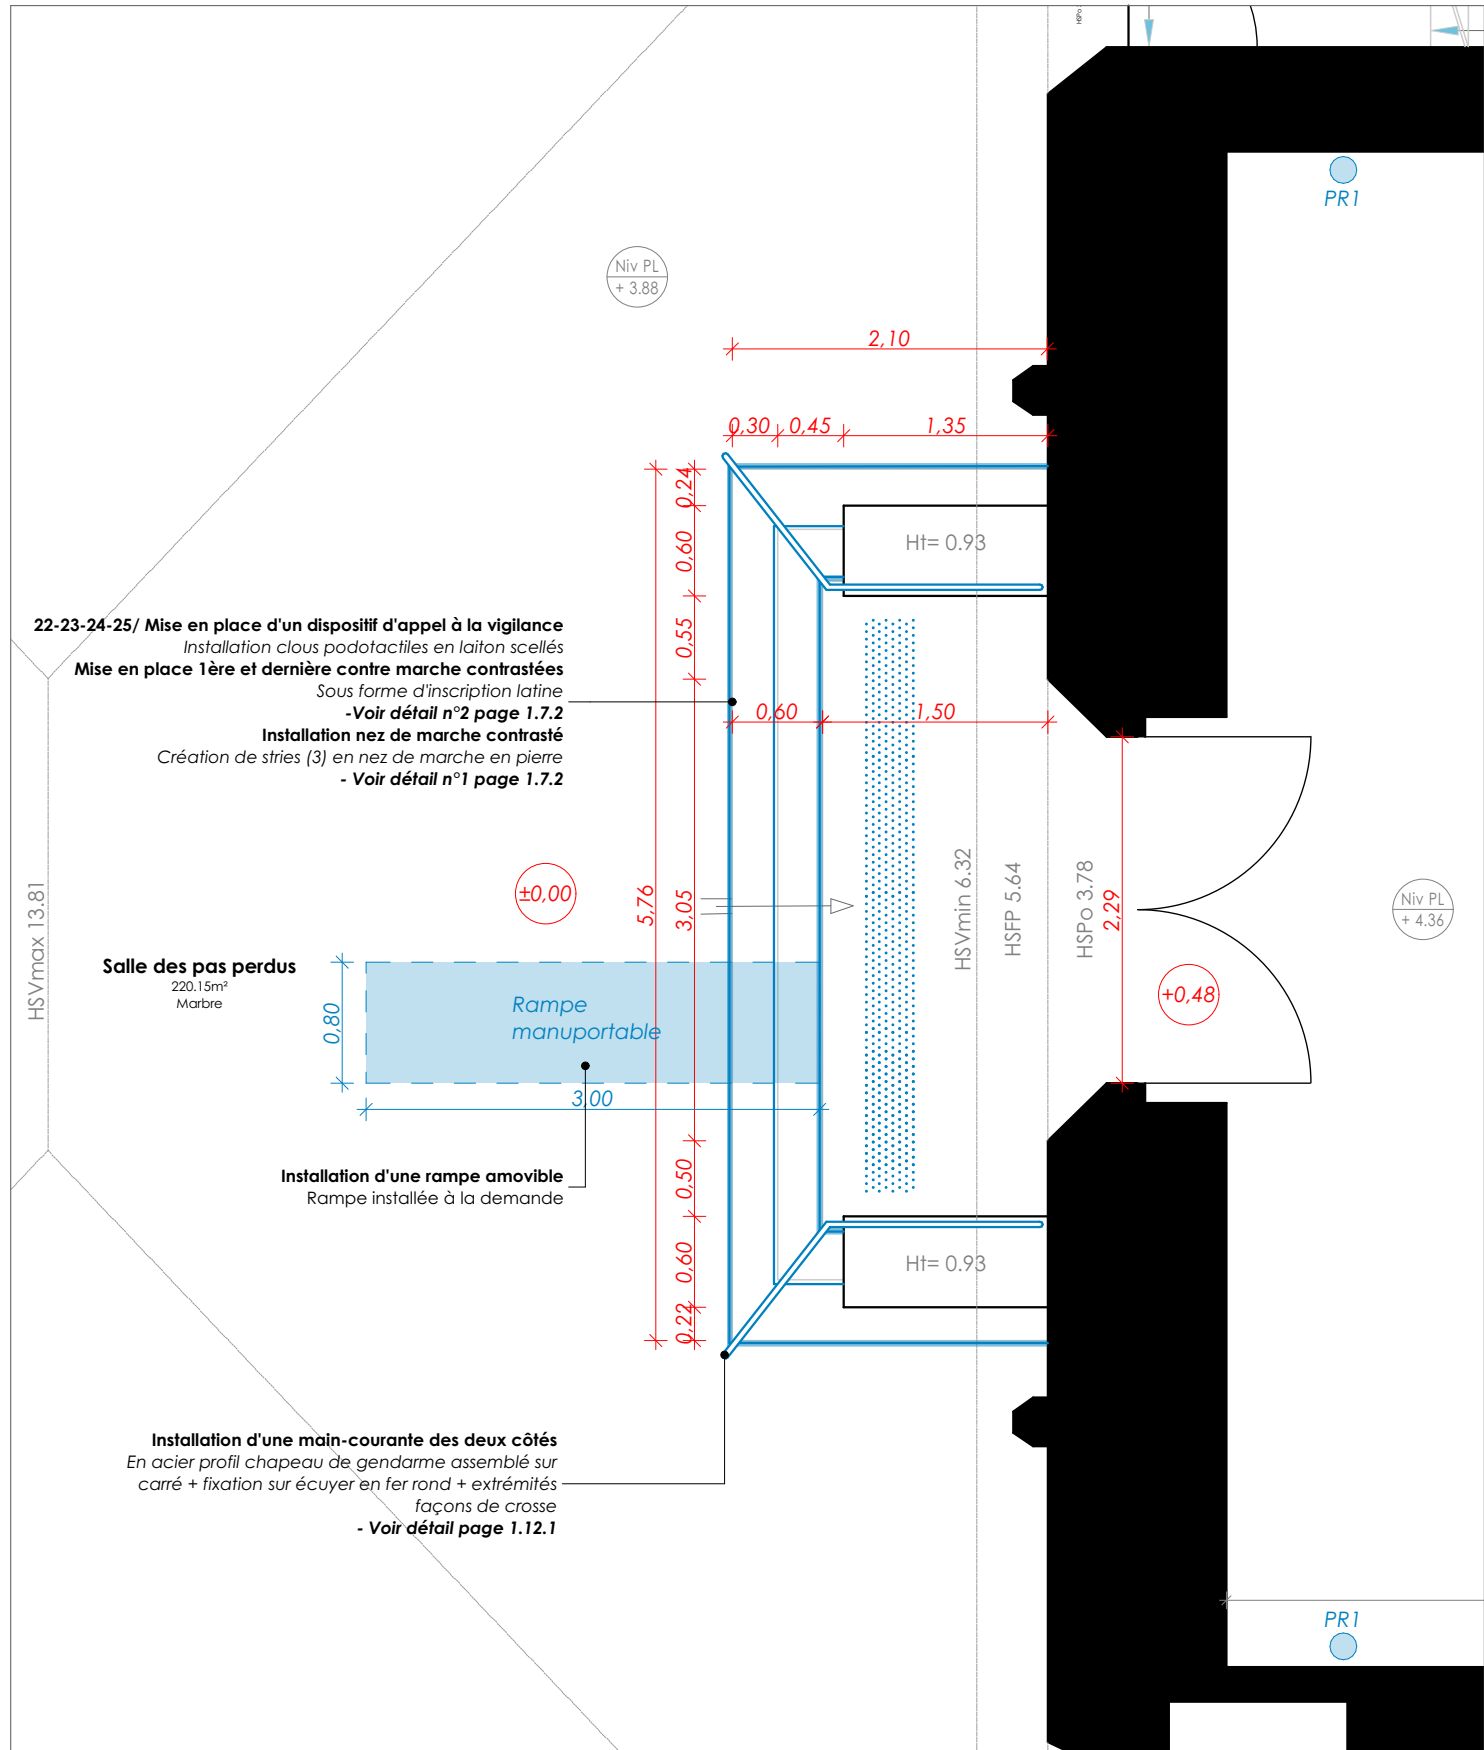 HSPo
PR1
Niv PL
+ 3.88
2,10
0,30
0,45
1,35
0,24
0,60
Ht= 0.93
0,55
22-23-24-25/ Mise en place d'un dispositif d'appel à la vigilance
Installation clous podotactiles en laiton scellés
Mise en place 1ère et dernière contre marche contrastées
Sous forme d'inscription latine
-Voir détail n°2 page 1.7.2
Installation nez de marche contrasté
Création de stries (3) en nez de marche en pierre
- Voir détail n°1 page 1.7.2
0,60
1,50
HSVmax 13.81
±0,00
5,76
3,05
HSVmin 6.32
HSFP 5.64
HSPo 3.78
2,29
Niv PL
+ 4.36
+0,48
Salle des pas perdus
220.15m²
Marbre
0,80
Rampe
manuportable
3,00
Installation d'une rampe amovible
Rampe installée à la demande
0,50
0,60
Ht= 0.93
0,22
Installation d'une main-courante des deux côtés
En acier profil chapeau de gendarme assemblé sur
carré + fixation sur écuyer en fer rond + extrémités
façons de crosse
- Voir détail page 1.12.1
PR1